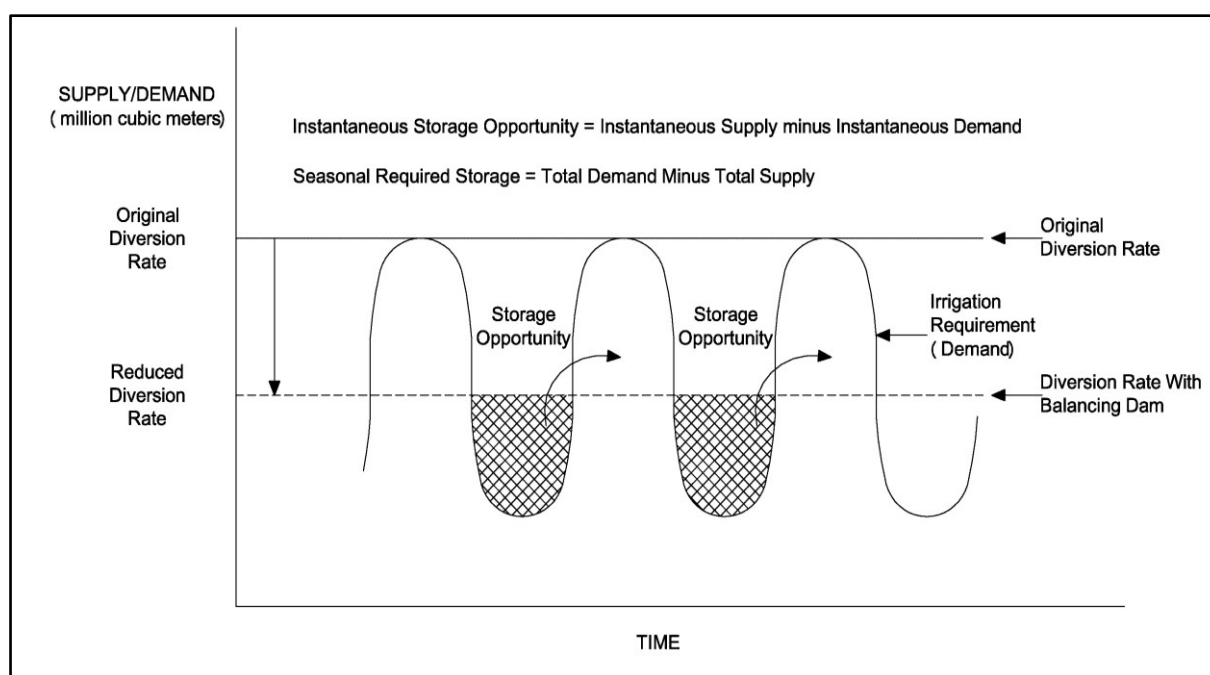 SUPPLY/DEMAND
( million cubic meters)
Instantaneous Storage Opportunity = Instantaneous Supply minus Instantaneous Demand
Seasonal Required Storage = Total Demand Minus Total Supply
Original
Diversion
Rate
Original
Diversion Rate
Storage
Opportunity
Storage
Opportunity
Irrigation
Requirement
( Demand)
Reduced
Diversion
Rate
Diversion Rate With
Balancing Dam
TIME